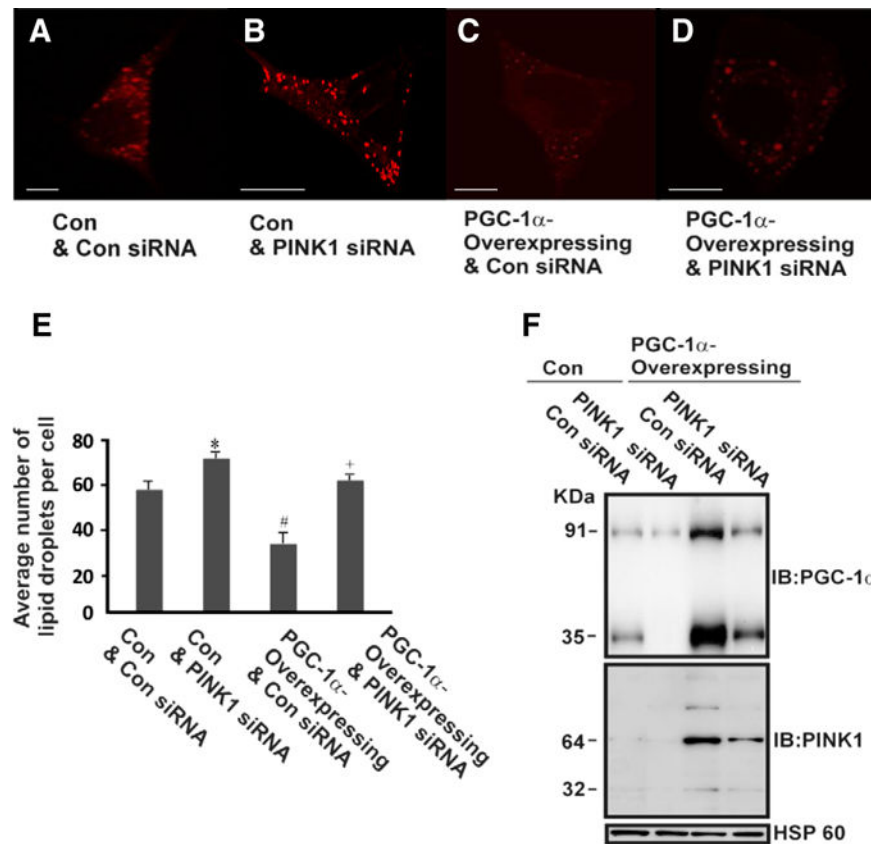 A
B
C
D
Con
& Con siRNA
Con
& PINK1 siRNA
PGC-1α-
Overexpressing
& Con siRNA
PGC-1α-
Overexpressing
& PINK1 siRNA
E
Average number of
lipid droplets per cell
80
60
40
20
0
*
#
+
Con
& Con siRNA
Con
& PINK1 siRNA
PGC-1α-
Overexpressing
& Con siRNA
PGC-1α-
Overexpressing
& PINK1 siRNA
F
Con
PGC-1α-
Overexpressing
Con siRNA
PINK1 siRNA
Con siRNA
PINK1 siRNA
KDa
91-
35-
IB:PGC-1α
64-
32-
IB:PINK1
HSP 60